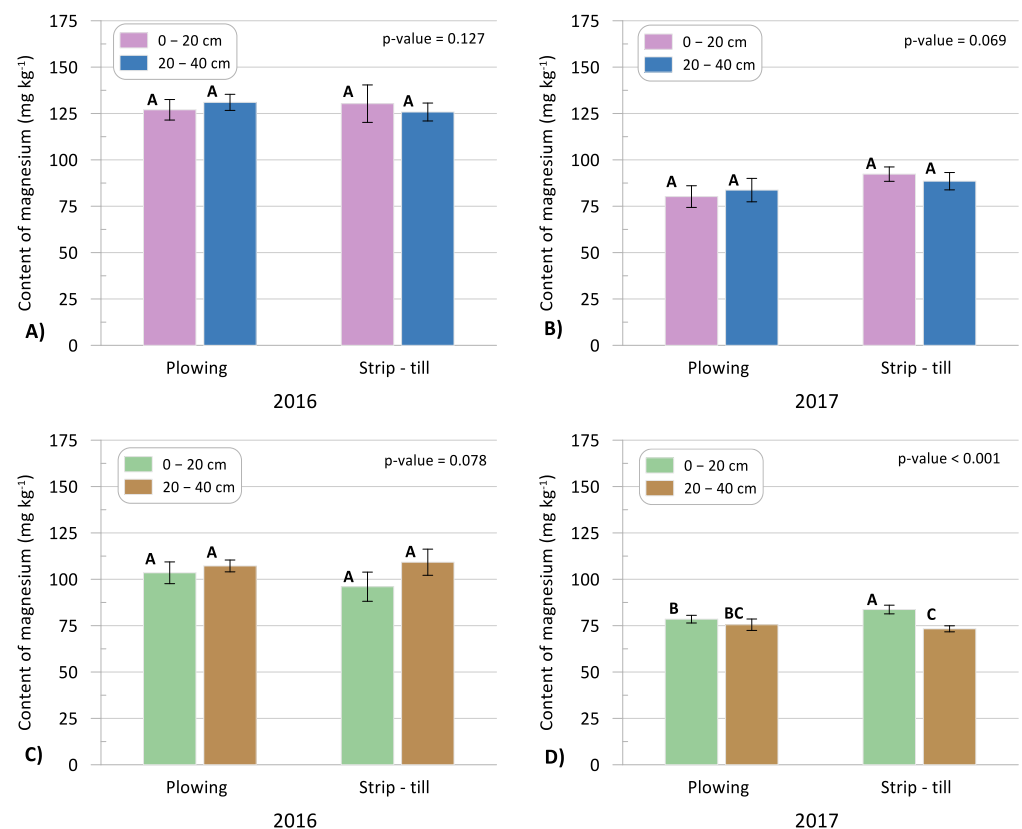 175
150
125
100
75
50
25
0
Content of magnesium (mg kg⁻¹)
0 – 20 cm
20 – 40 cm
p-value = 0.127
A
A
A
A
A)
Plowing
Strip - till
2016
175
150
125
100
75
50
25
0
Content of magnesium (mg kg⁻¹)
0 – 20 cm
20 – 40 cm
p-value = 0.069
A
A
A
A
B)
Plowing
Strip - till
2017
175
150
125
100
75
50
25
0
Content of magnesium (mg kg⁻¹)
0 – 20 cm
20 – 40 cm
p-value = 0.078
A
A
A
A
C)
Plowing
Strip - till
2016
175
150
125
100
75
50
25
0
Content of magnesium (mg kg⁻¹)
0 – 20 cm
20 – 40 cm
p-value < 0.001
B
BC
A
C
D)
Plowing
Strip - till
2017